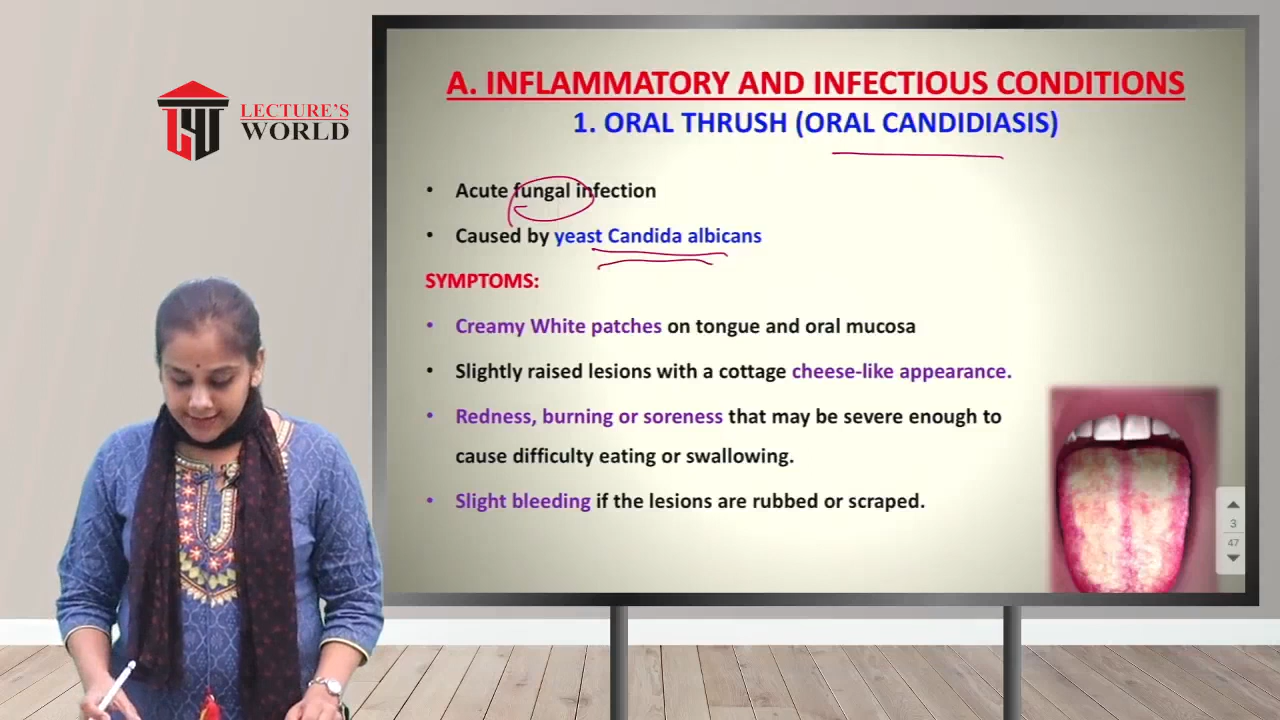 LECTURE'S
WORLD
A. INFLAMMATORY AND INFECTIOUS CONDITIONS
1. ORAL THRUSH (ORAL CANDIDIASIS)
• Acute fungal infection
• Caused by yeast Candida albicans
SYMPTOMS:
• Creamy White patches on tongue and oral mucosa
• Slightly raised lesions with a cottage cheese-like appearance.
• Redness, burning or soreness that may be severe enough to
cause difficulty eating or swallowing.
• Slight bleeding if the lesions are rubbed or scraped.
3
47